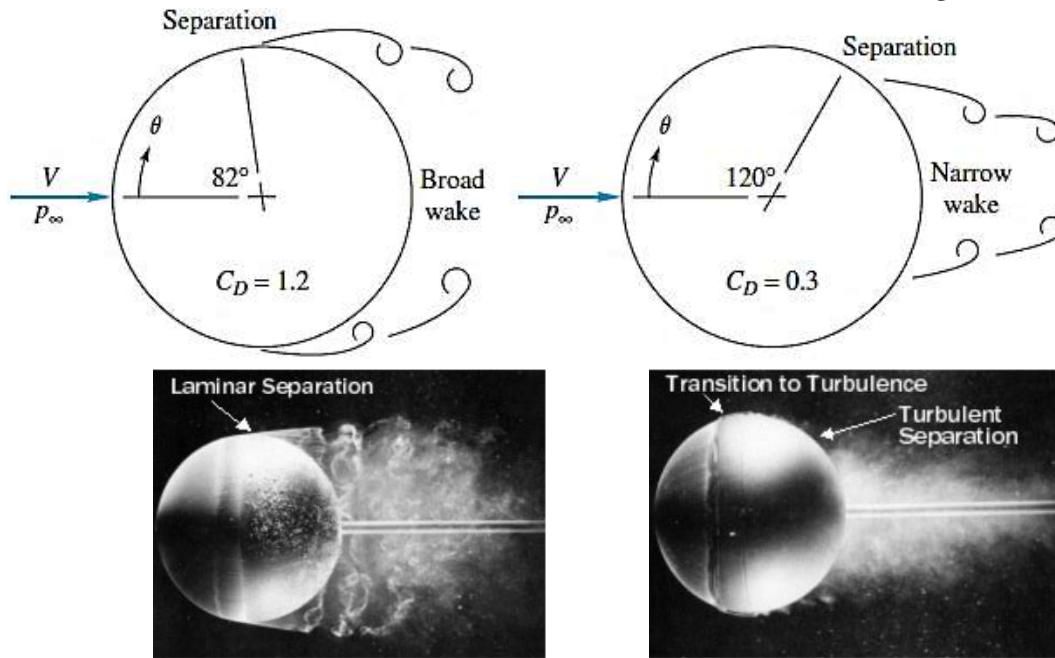 Separation
θ
82°
V
p∞
Broad
wake
C_D = 1.2
Separation
θ
120°
V
p∞
Narrow
wake
C_D = 0.3
Laminar Separation
Transition to Turbulence
Turbulent
Separation